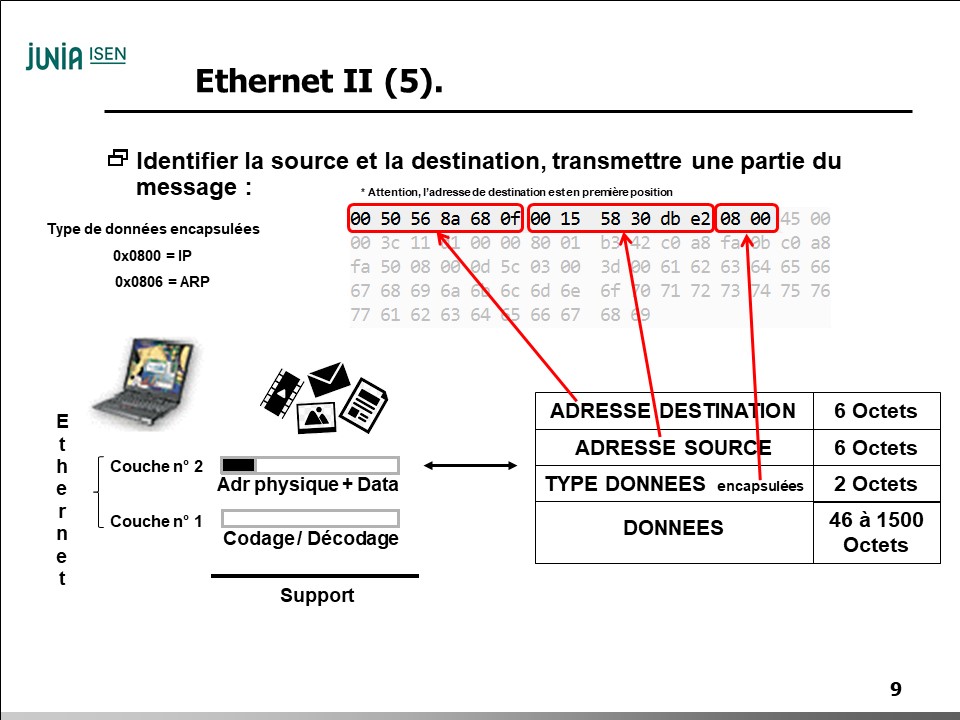 JUNIA ISEN
Ethernet II (5).
Identifier la source et la destination, transmettre une partie du
message :
* Attention, l'adresse de destination est en première position
Type de données encapsulées
0x0800 = IP
0x0806 = ARP
00 50 56 8a 68 0f 00 15 58 30 db e2 08 00 45 00
00 3c 11 01 00 00 80 01 b3 42 c0 a8 fa 0b c0 a8
fa 50 08 00 0d 5c 03 00 3d 00 61 62 63 64 65 66
67 68 69 6a 6b 6c 6d 6e 6f 70 71 72 73 74 75 76
77 61 62 63 64 65 66 67 68 69
Ethernet
Couche n° 2
Adr physique + Data
Couche n° 1
Codage / Décodage
Support
ADRESSE DESTINATION 6 Octets
ADRESSE SOURCE 6 Octets
TYPE DONNEES encapsulées 2 Octets
DONNEES 46 à 1500
Octets
9